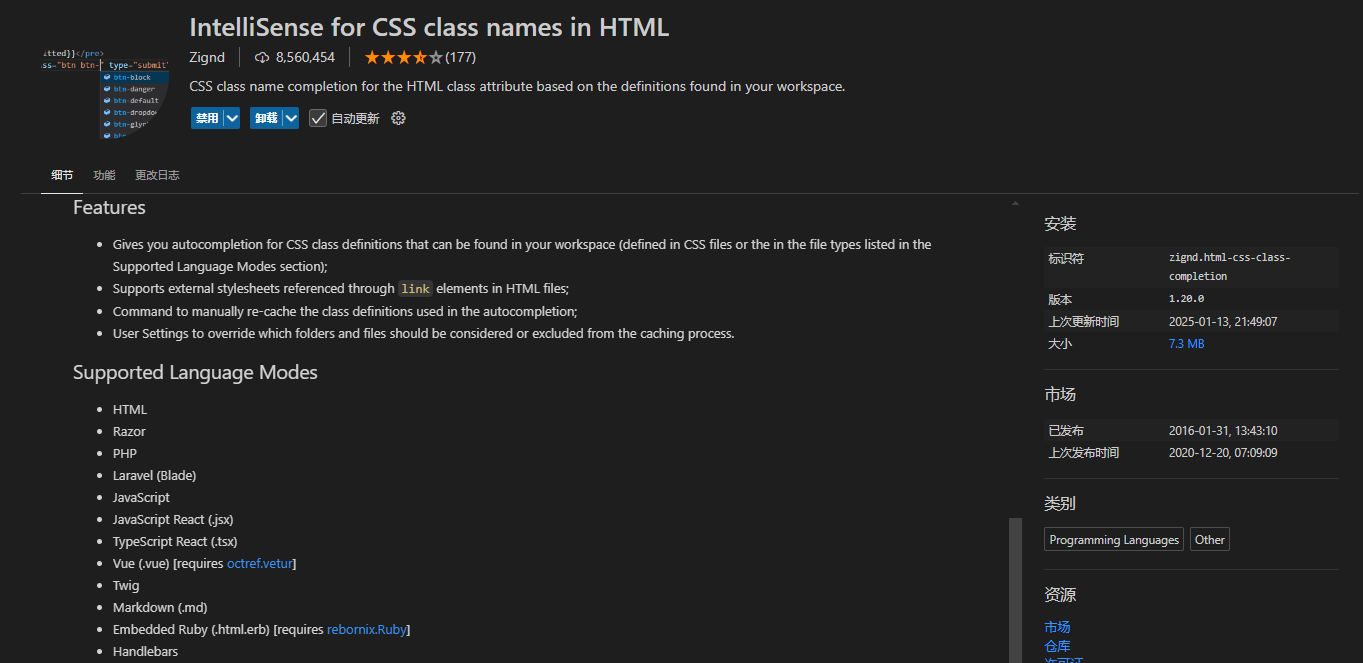 IntelliSense for CSS class names in HTML
itted}}</pre>
Zignd 8,560,454 (177)
ss="btn btn-" type="submit"
btn-block
CSS class name completion for the HTML class attribute based on the definitions found in your workspace.
btn-danger
btn-default
btn-dropdo
btn-glyr
btn-
禁用 卸载 自动更新
细节 功能 更改日志
Features
Gives you autocompletion for CSS class definitions that can be found in your workspace (defined in CSS files or the in the file types listed in the
Supported Language Modes section);
Supports external stylesheets referenced through link elements in HTML files;
Command to manually re-cache the class definitions used in the autocompletion;
User Settings to override which folders and files should be considered or excluded from the caching process.
Supported Language Modes
HTML
Razor
PHP
Laravel (Blade)
JavaScript
JavaScript React (.jsx)
TypeScript React (.tsx)
Vue (.vue) [requires octref.vetur]
Twig
Markdown (.md)
Embedded Ruby (.html.erb) [requires rebornix.Ruby]
Handlebars
安装
标识符 zignd.html-css-class-
completion
版本 1.20.0
上次更新时间 2025-01-13, 21:49:07
大小 7.3 MB
市场
已发布 2016-01-31, 13:43:10
上次发布时间 2020-12-20, 07:09:09
类别
Programming Languages Other
资源
市场
仓库
许可证